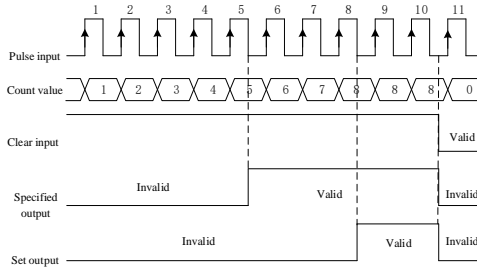 1 2 3 4 5 6 7 8 9 10 11
Pulse input
Count value 1 2 3 4 5 6 7 8 8 8 0
Clear input Valid
Specified output Invalid Valid Invalid
Set output Invalid Valid Invalid